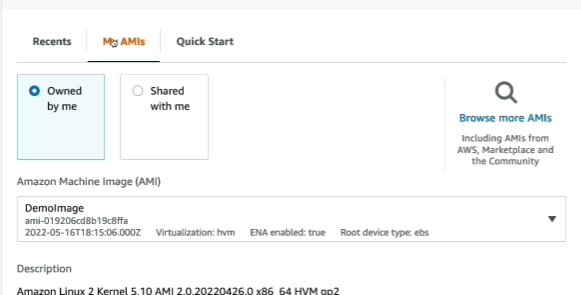 Recents
My AMIs
Quick Start
Owned by me
Shared with me
Browse more AMIs
Including AMIs from
AWS, Marketplace and
the Community
Amazon Machine Image (AMI)
DemoImage
ami-019206cd8b19c8ffa
2022-05-16T18:15:06.000Z Virtualization: hvm ENA enabled: true Root device type: ebs
Description
Amazon Linux 2 Kernel 5.10 AMI 2.0.20220426.0 x86_64 HVM gp2